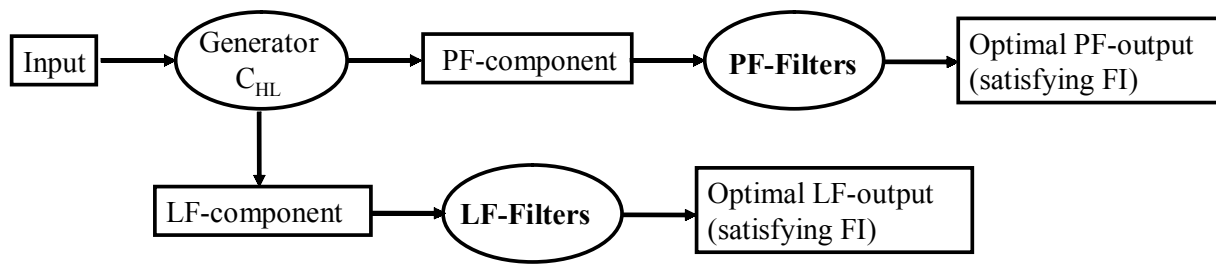 Input
Generator
C_HL
PF-component
PF-Filters
Optimal PF-output
(satisfying FI)
LF-component
LF-Filters
Optimal LF-output
(satisfying FI)